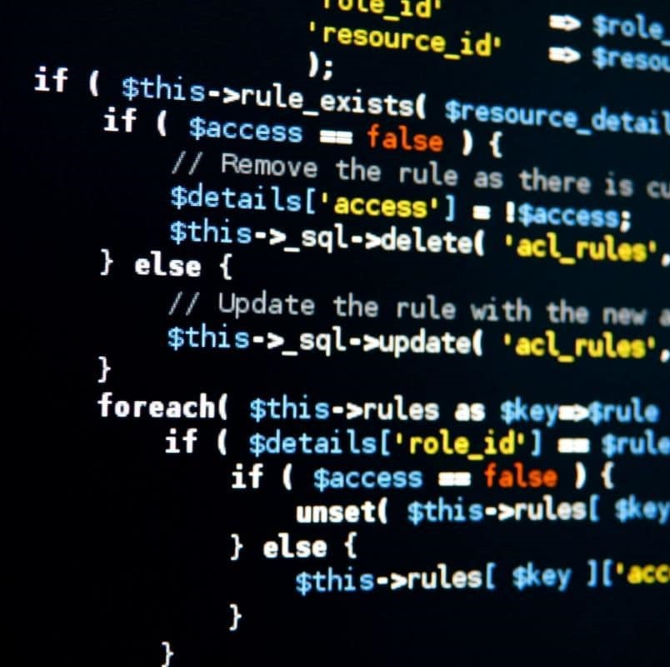 'role_id' => $role_
'resource_id' => $resou
);
if ( $this->rule_exists( $resource_detail
if ( $access == false ) {
// Remove the rule as there is cu
$details['access'] = !$access;
$this->_sql->delete( 'acl_rules',
} else {
// Update the rule with the new a
$this->_sql->update( 'acl_rules',
}
foreach( $this->rules as $key=>$rule
if ( $details['role_id'] == $rule
if ( $access == false ) {
unset( $this->rules[ $key
} else {
$this->rules[ $key ]['acc
}
}